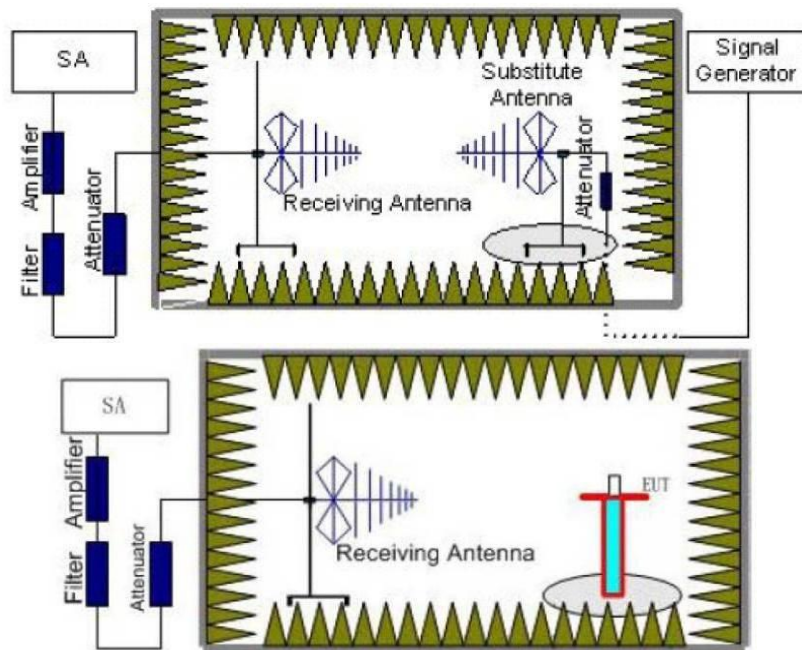 SA
Signal
Generator
Substitute
Antenna
Amplifier
Attenuator
Attenuator
Receiving Antenna
Filter
SA
Amplifier
EUT
Receiving Antenna
Filter
Attenuator